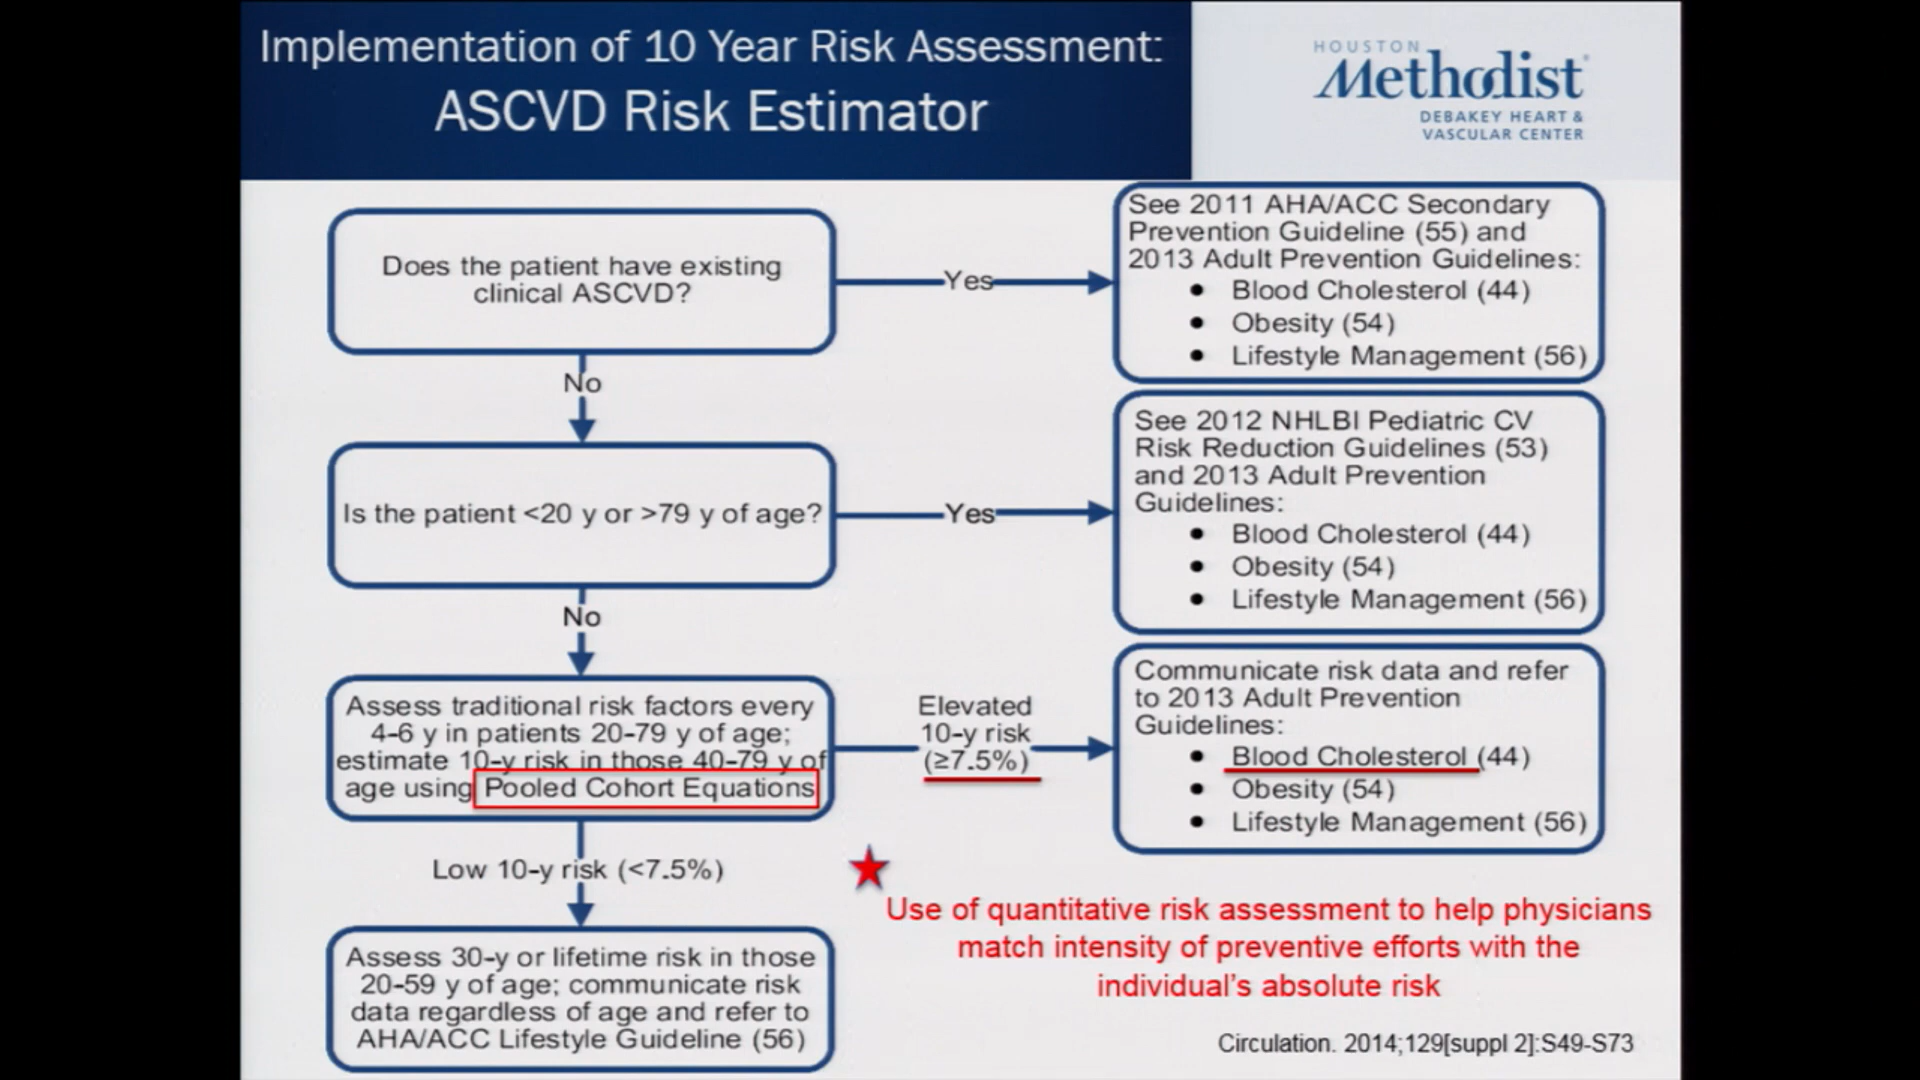 Implementation of 10 Year Risk Assessment:
ASCVD Risk Estimator
HOUSTON
Methodist
DEBAKEY HEART &
VASCULAR CENTER
Does the patient have existing
clinical ASCVD?
Yes
See 2011 AHA/ACC Secondary
Prevention Guideline (55) and
2013 Adult Prevention Guidelines:
• Blood Cholesterol (44)
• Obesity (54)
• Lifestyle Management (56)
No
Is the patient <20 y or >79 y of age?
Yes
See 2012 NHLBI Pediatric CV
Risk Reduction Guidelines (53)
and 2013 Adult Prevention
Guidelines:
• Blood Cholesterol (44)
• Obesity (54)
• Lifestyle Management (56)
No
Assess traditional risk factors every
4-6 y in patients 20-79 y of age;
estimate 10-y risk in those 40-79 y of
age using Pooled Cohort Equations
Elevated
10-y risk
(≥7.5%)
Communicate risk data and refer
to 2013 Adult Prevention
Guidelines:
• Blood Cholesterol (44)
• Obesity (54)
• Lifestyle Management (56)
Low 10-y risk (<7.5%)
Assess 30-y or lifetime risk in those
20-59 y of age; communicate risk
data regardless of age and refer to
AHA/ACC Lifestyle Guideline (56)
Use of quantitative risk assessment to help physicians
match intensity of preventive efforts with the
individual's absolute risk
Circulation. 2014;129[suppl 2]:S49-S73